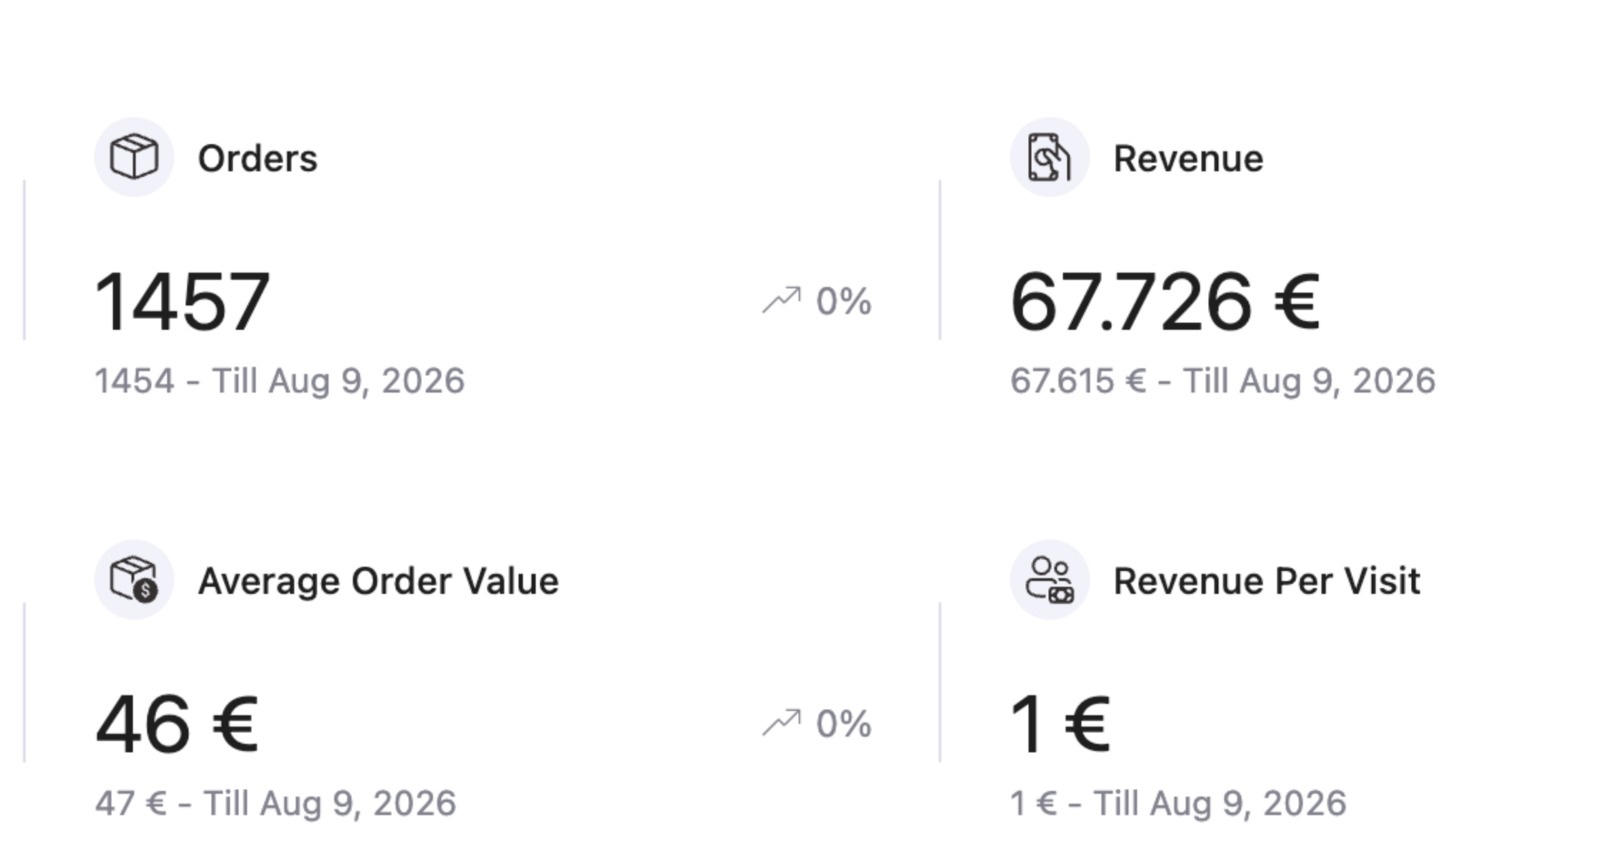 Orders
1457
0%
1454 - Till Aug 9, 2026
Revenue
67.726 €
67.615 € - Till Aug 9, 2026
Average Order Value
46 €
0%
47 € - Till Aug 9, 2026
Revenue Per Visit
1 €
1 € - Till Aug 9, 2026